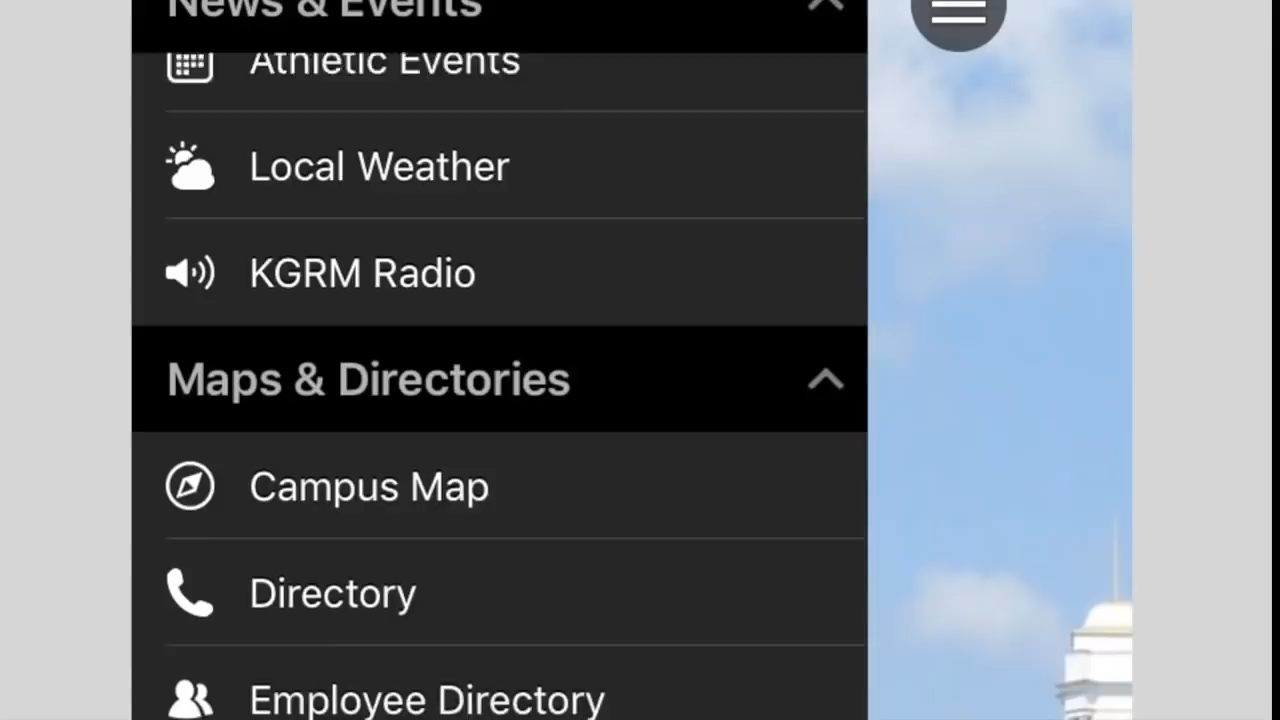 News & Events
Athletic Events
Local Weather
KGRM Radio
Maps & Directories
Campus Map
Directory
Employee Directory